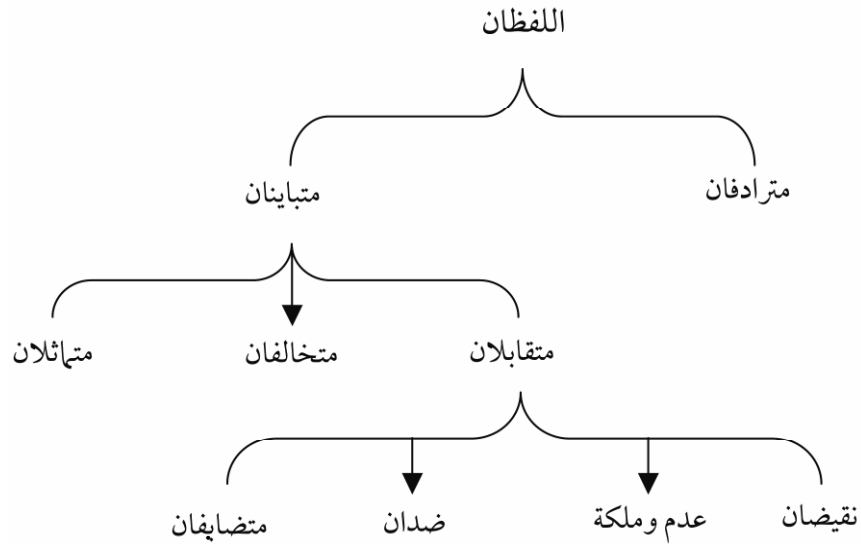 اللفظان
مترادفان
متباينان
متقابلان
متخالفان
متماثلان
نقيضان
عدم وملكة
ضدان
متضايفان